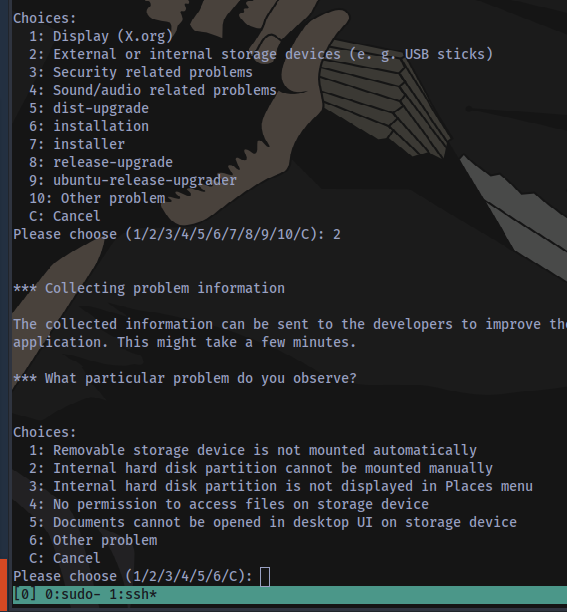 Choices:
1: Display (X.org)
2: External or internal storage devices (e. g. USB sticks)
3: Security related problems
4: Sound/audio related problems
5: dist-upgrade
6: installation
7: installer
8: release-upgrade
9: ubuntu-release-upgrader
10: Other problem
C: Cancel
Please choose (1/2/3/4/5/6/7/8/9/10/C): 2
*** Collecting problem information
The collected information can be sent to the developers to improve the
application. This might take a few minutes.
*** What particular problem do you observe?
Choices:
1: Removable storage device is not mounted automatically
2: Internal hard disk partition cannot be mounted manually
3: Internal hard disk partition is not displayed in Places menu
4: No permission to access files on storage device
5: Documents cannot be opened in desktop UI on storage device
6: Other problem
C: Cancel
Please choose (1/2/3/4/5/6/C):
[0] 0:sudo- 1:ssh*